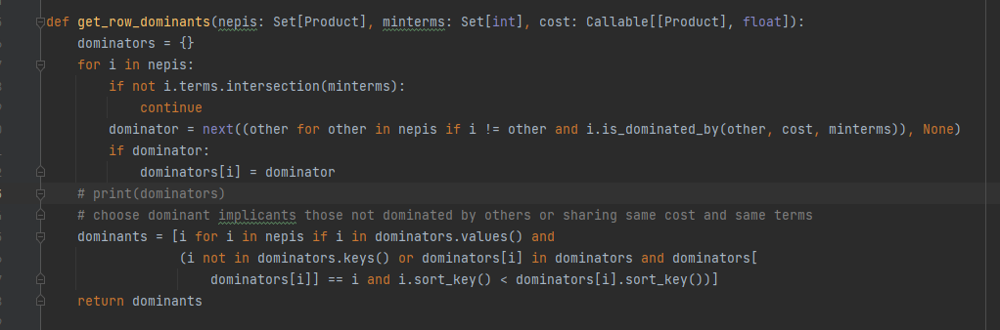 def get_row_dominants(nepis: Set[Product], minterms: Set[int], cost: Callable[[Product], float]):
    dominators = {}
    for i in nepis:
        if not i.terms.intersection(minterms):
            continue
        dominator = next((other for other in nepis if i != other and i.is_dominated_by(other, cost, minterms)), None)
        if dominator:
            dominators[i] = dominator
    # print(dominators)
    # choose dominant implicants those not dominated by others or sharing same cost and same terms
    dominants = [i for i in nepis if i in dominators.values() and
                 (i not in dominators.keys() or dominators[i] in dominators and dominators[
                     dominators[i]] == i and i.sort_key() < dominators[i].sort_key())]
    return dominants